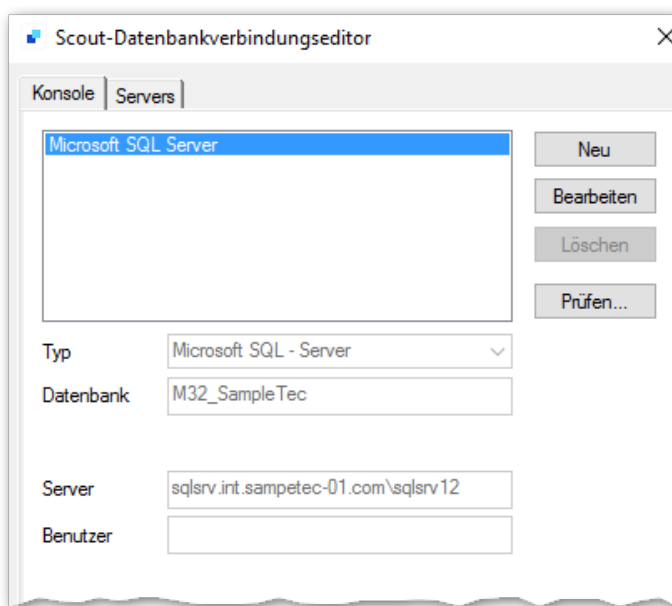 Scout-Datenbankverbindungseditor
Konsole Servers
Microsoft SQL Server
Neu
Bearbeiten
Löschen
Prüfen...
Typ Microsoft SQL - Server
Datenbank M32_SampleTec
Server sqlsrv.int.sampetec-01.com\sqlsrv12
Benutzer